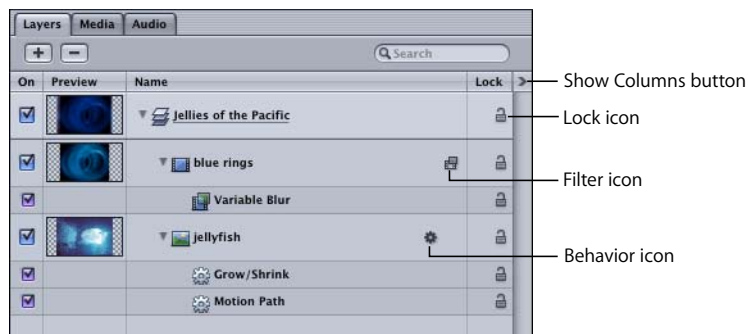 Layers Media Audio
Search
On Preview Name Lock
Show Columns button
Jellies of the Pacific
Lock icon
blue rings
Filter icon
Variable Blur
jellyfish
Behavior icon
Grow/Shrink
Motion Path